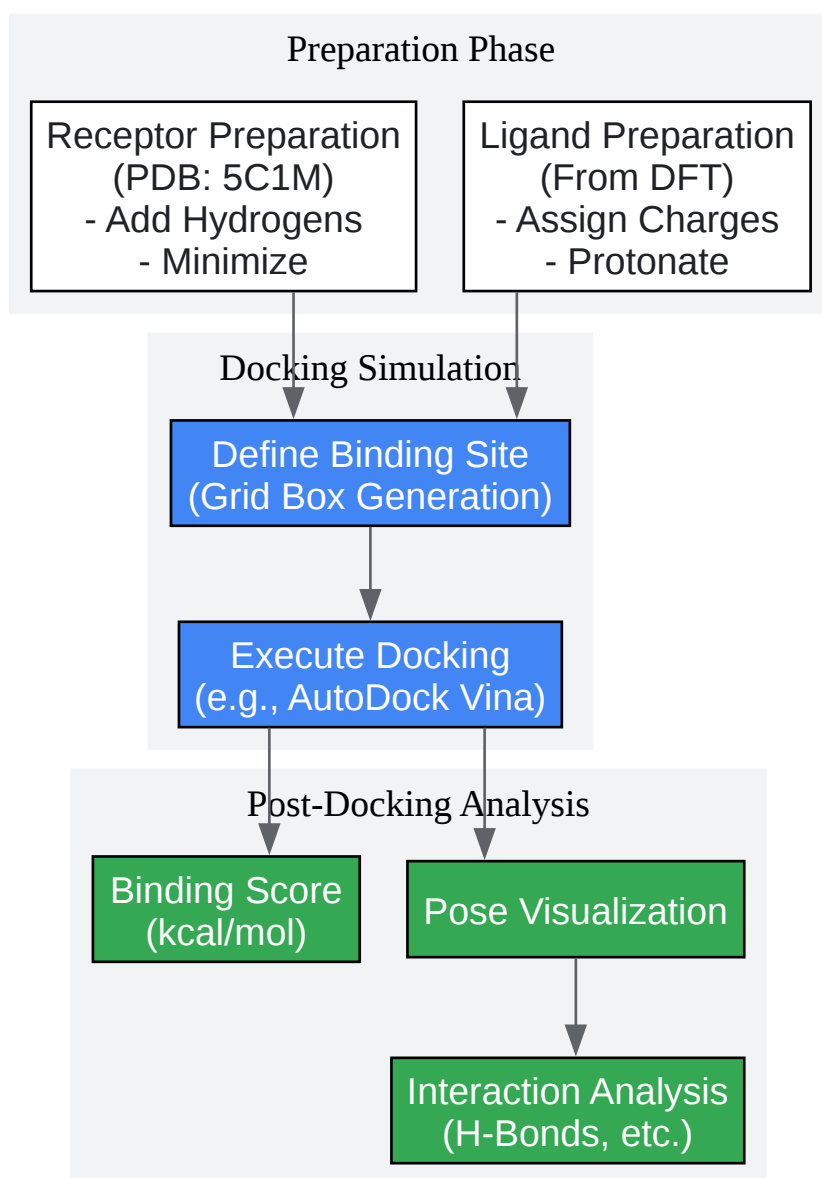 Preparation Phase
Receptor Preparation
(PDB: 5C1M)
- Add Hydrogens
- Minimize
Ligand Preparation
(From DFT)
- Assign Charges
- Protonate
Docking Simulation
Define Binding Site
(Grid Box Generation)
Execute Docking
(e.g., AutoDock Vina)
Post-Docking Analysis
Binding Score
(kcal/mol)
Pose Visualization
Interaction Analysis
(H-Bonds, etc.)